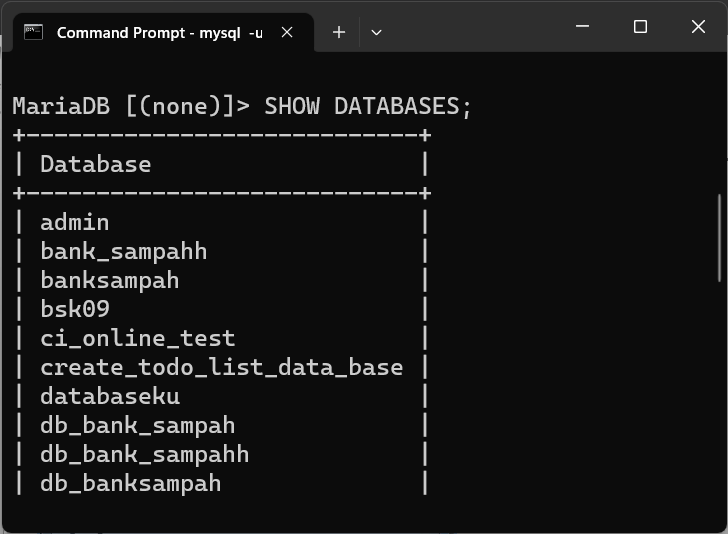 Command Prompt - mysql -u
MariaDB [(none)]> SHOW DATABASES;
+----------------------------+
| Database                   |
+----------------------------+
| admin                      |
| bank_sampahh               |
| banksampah                 |
| bsk09                      |
| ci_online_test             |
| create_todo_list_data_base |
| databaseku                 |
| db_bank_sampah             |
| db_bank_sampahh            |
| db_banksampah              |